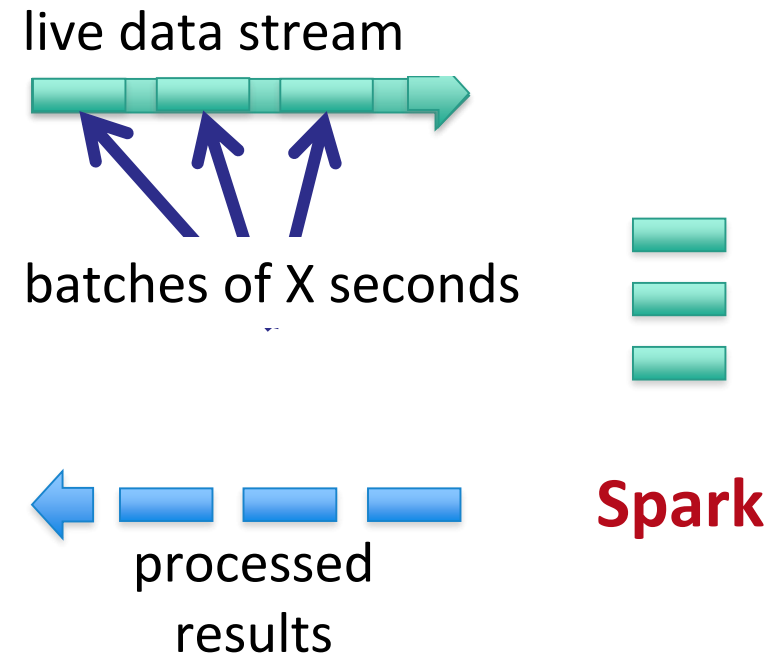 live data stream
batches of X seconds
Spark
processed
results